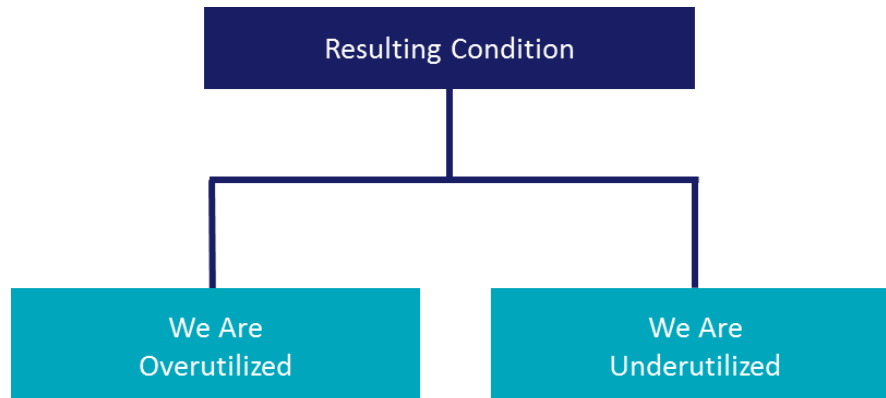 Resulting Condition
We Are
Overutilized
We Are
Underutilized